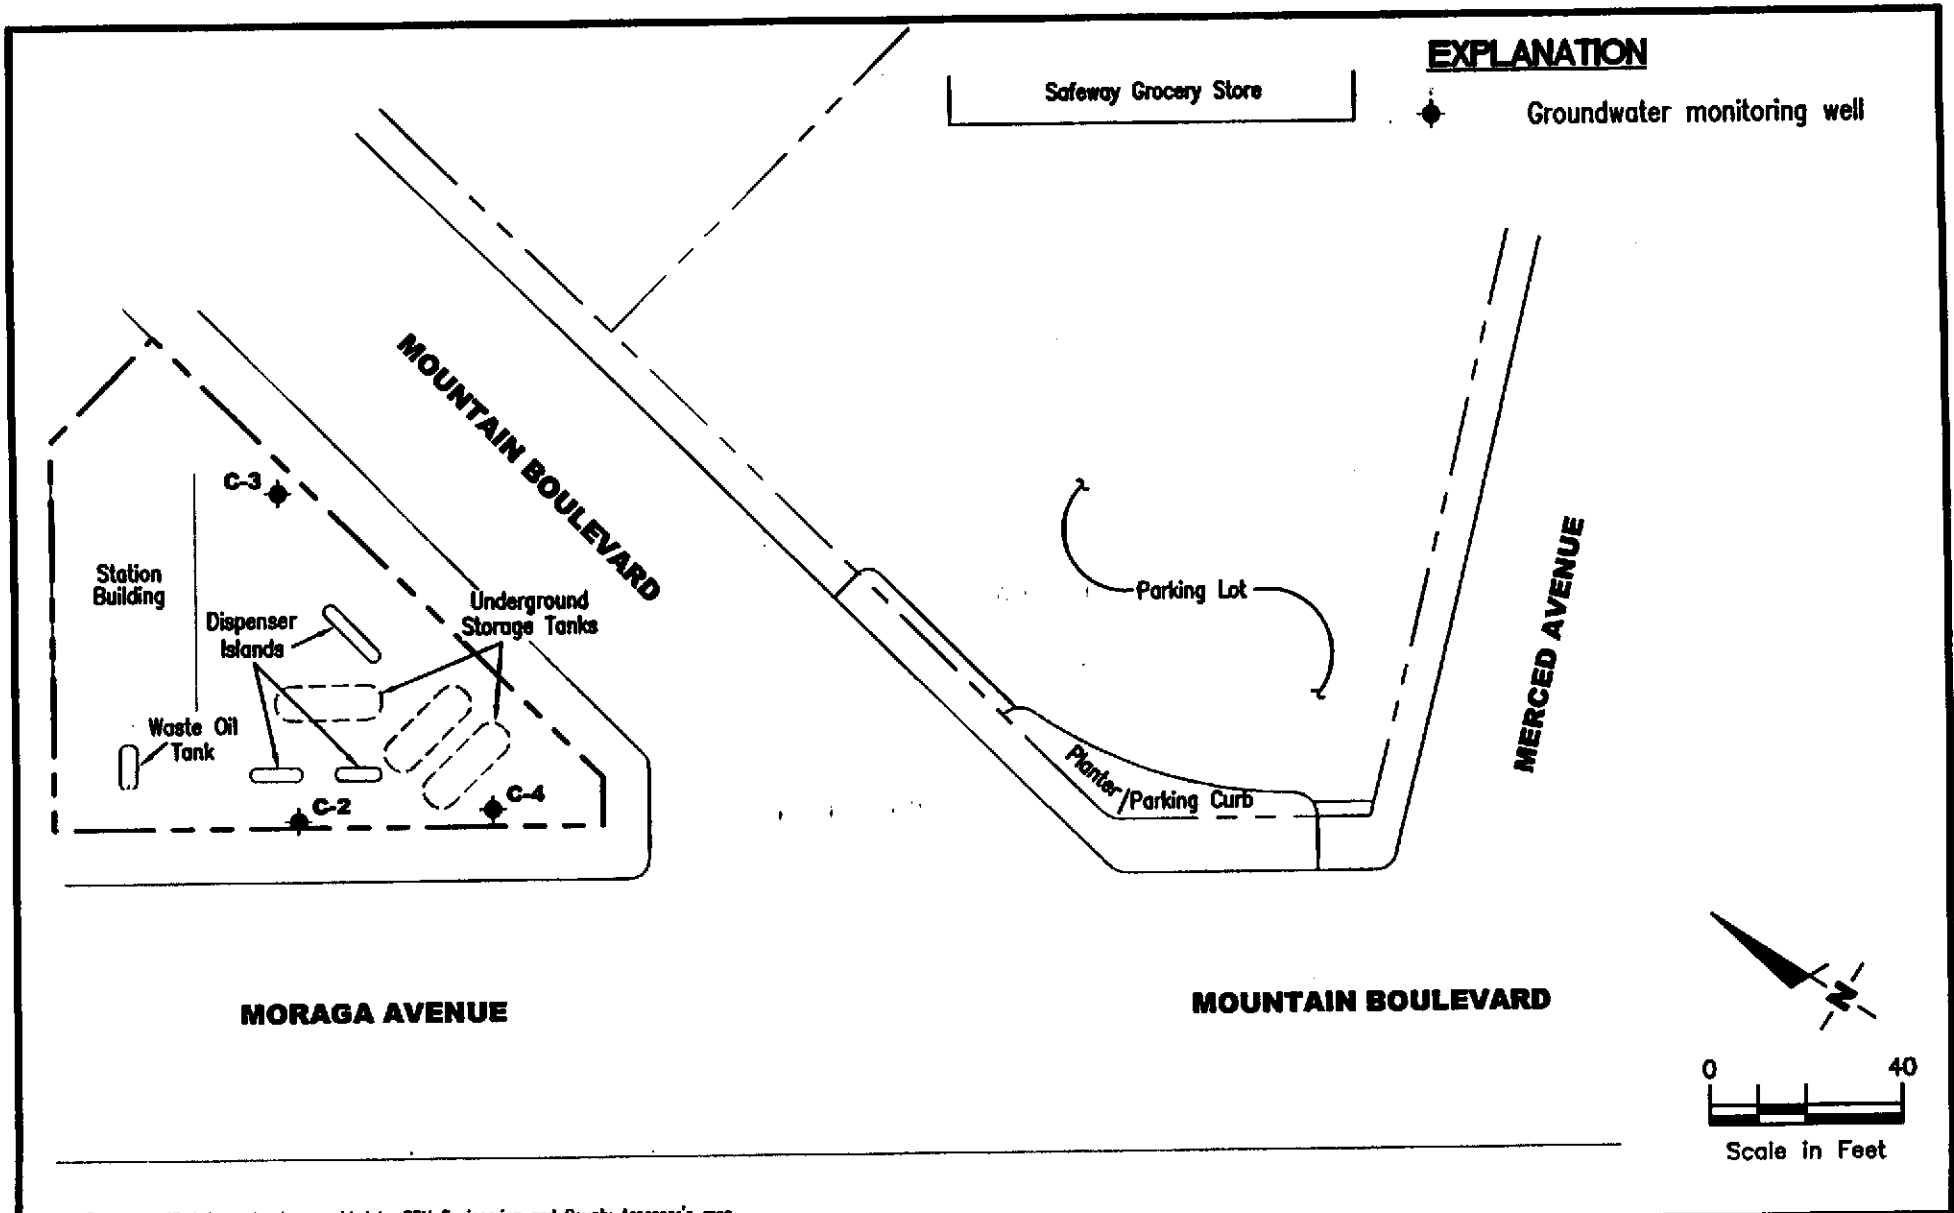 EXPLANATION
Safeway Grocery Store
Groundwater monitoring well
MOUNTAIN BOULEVARD
C-3
Station
Building
Dispenser
Islands
Underground
Storage Tanks
Parking Lot
MERCED AVENUE
Waste Oil
Tank
C-2
C-4
Planter
/Parking Curb
MORAGA AVENUE
MOUNTAIN BOULEVARD
N
0 40
Scale in Feet